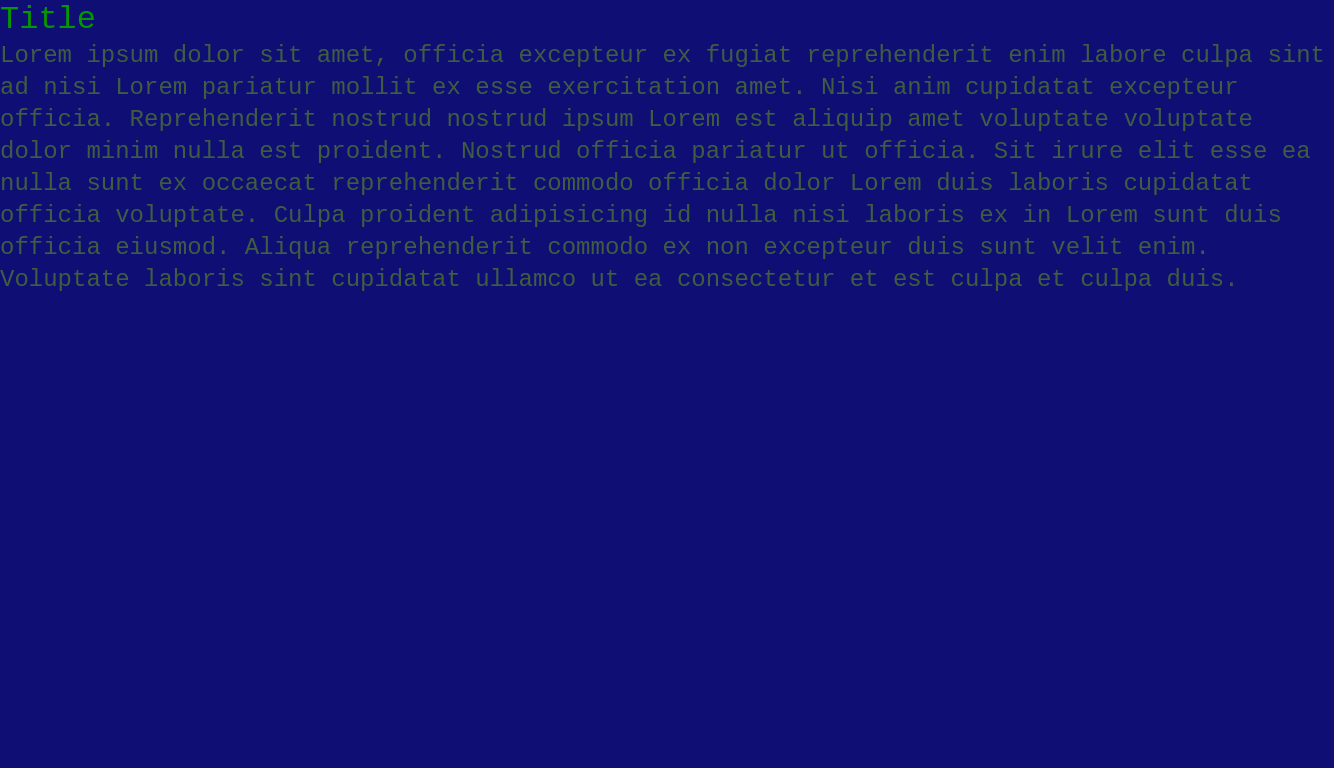 Title
Lorem ipsum dolor sit amet, officia excepteur ex fugiat reprehenderit enim labore culpa sint
ad nisi Lorem pariatur mollit ex esse exercitation amet. Nisi anim cupidatat excepteur
officia. Reprehenderit nostrud nostrud ipsum Lorem est aliquip amet voluptate voluptate
dolor minim nulla est proident. Nostrud officia pariatur ut officia. Sit irure elit esse ea
nulla sunt ex occaecat reprehenderit commodo officia dolor Lorem duis laboris cupidatat
officia voluptate. Culpa proident adipisicing id nulla nisi laboris ex in Lorem sunt duis
officia eiusmod. Aliqua reprehenderit commodo ex non excepteur duis sunt velit enim.
Voluptate laboris sint cupidatat ullamco ut ea consectetur et est culpa et culpa duis.